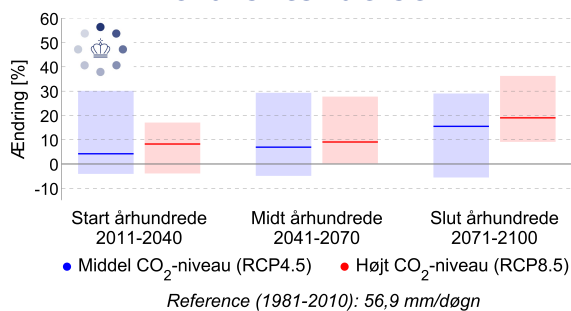 60
50
40
30
20
10
0
-10
Ændring [%]
Start århundrede
2011-2040
Midt århundrede
2041-2070
Slut århundrede
2071-2100
Middel CO2-niveau (RCP4.5)
Højt CO2-niveau (RCP8.5)
Reference (1981-2010): 56,9 mm/døgn